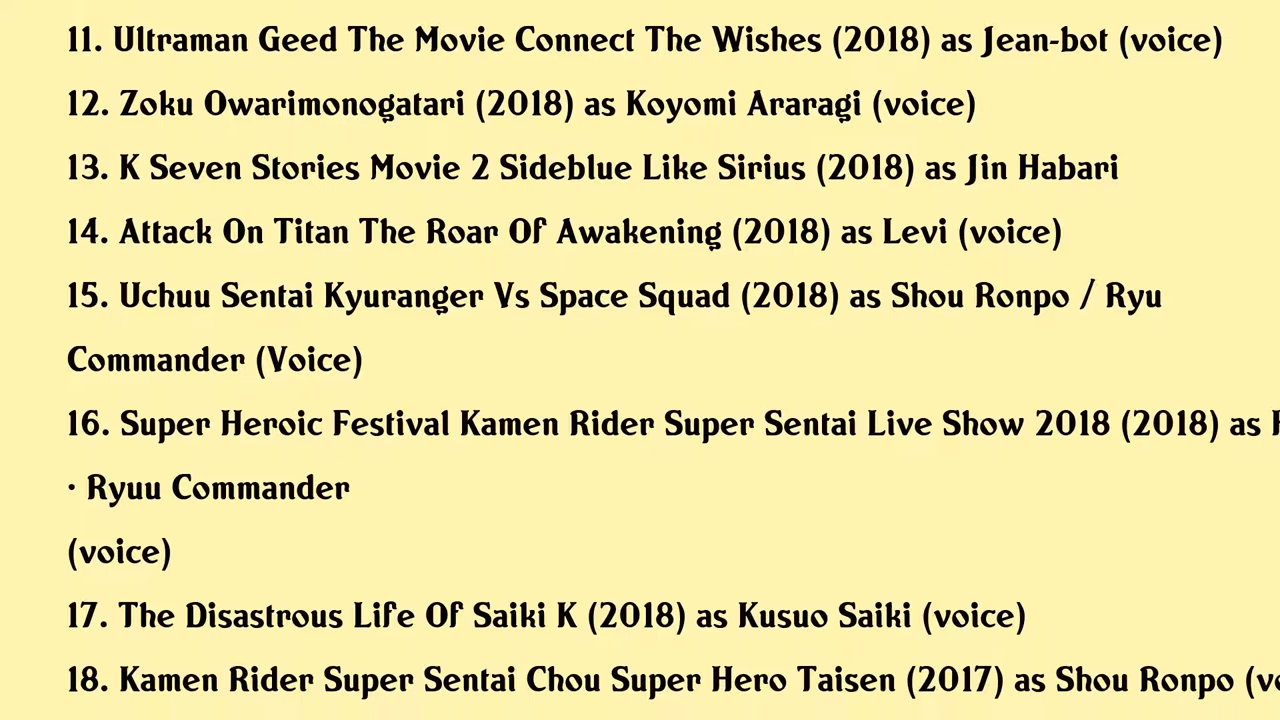 11. Ultraman Geed The Movie Connect The Wishes (2018) as Jean-bot (voice)
12. Zoku Owarimonogatari (2018) as Koyomi Araragi (voice)
13. K Seven Stories Movie 2 Sideblue Like Sirius (2018) as Jin Habari
14. Attack On Titan The Roar Of Awakening (2018) as Levi (voice)
15. Uchuu Sentai Kyuranger Vs Space Squad (2018) as Shou Ronpo / Ryu
Commander (Voice)
16. Super Heroic Festival Kamen Rider Super Sentai Live Show 2018 (2018) as
· Ryuu Commander
(voice)
17. The Disastrous Life Of Saiki K (2018) as Kusuo Saiki (voice)
18. Kamen Rider Super Sentai Chou Super Hero Taisen (2017) as Shou Ronpo